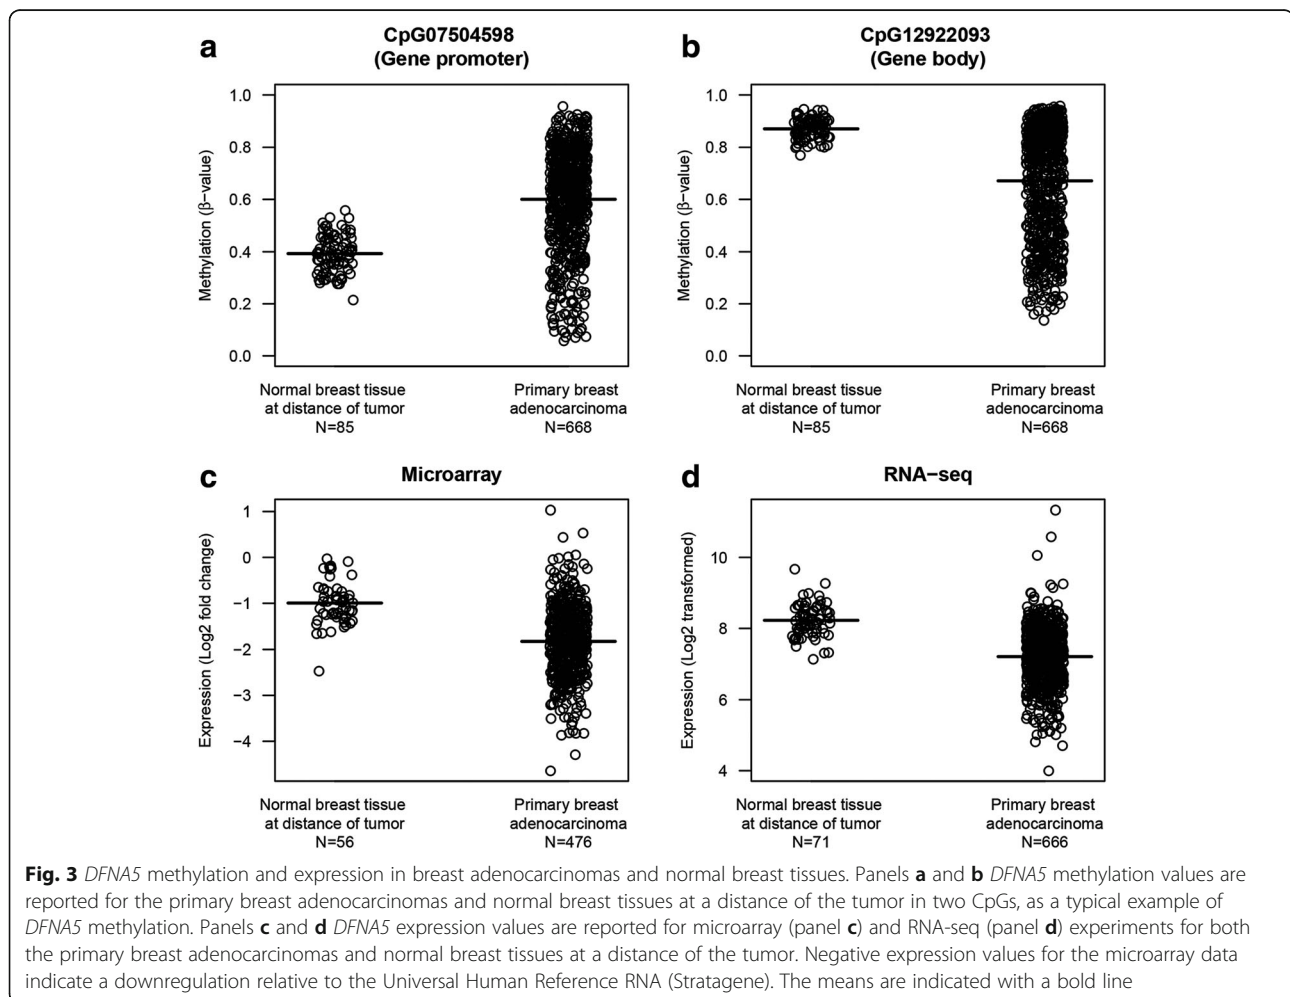 a
CpG07504598
(Gene promoter)
Methylation (β−value)
1.0
0.8
0.6
0.4
0.2
0.0
Normal breast tissue
at distance of tumor
N=85
Primary breast
adenocarcinoma
N=668
b
CpG12922093
(Gene body)
Methylation (β−value)
1.0
0.8
0.6
0.4
0.2
0.0
Normal breast tissue
at distance of tumor
N=85
Primary breast
adenocarcinoma
N=668
c
Microarray
Expression (Log2 fold change)
1
0
−1
−2
−3
−4
Normal breast tissue
at distance of tumor
N=56
Primary breast
adenocarcinoma
N=476
d
RNA−seq
Expression (Log2 transformed)
10
8
6
4
Normal breast tissue
at distance of tumor
N=71
Primary breast
adenocarcinoma
N=666
Fig. 3 DFNA5 methylation and expression in breast adenocarcinomas and normal breast tissues. Panels a and b DFNA5 methylation values are
reported for the primary breast adenocarcinomas and normal breast tissues at a distance of the tumor in two CpGs, as a typical example of
DFNA5 methylation. Panels c and d DFNA5 expression values are reported for microarray (panel c) and RNA-seq (panel d) experiments for both
the primary breast adenocarcinomas and normal breast tissues at a distance of the tumor. Negative expression values for the microarray data
indicate a downregulation relative to the Universal Human Reference RNA (Stratagene). The means are indicated with a bold line